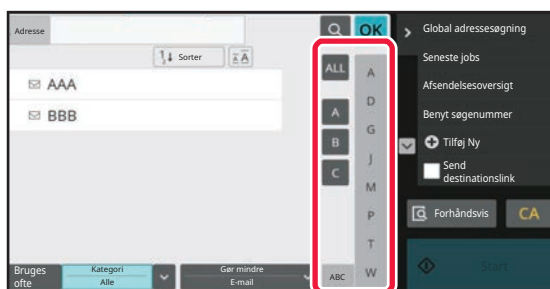 Adresse
OK
Sorter
AAA
BBB
ALL
A
B
C
ABC
A
D
G
J
M
P
T
W
Bruges
ofte
Kategori
Alle
Gør mindre
E-mail
Global adressesøgning
Seneste jobs
Afsendelsesoversigt
Benyt søgenummer
Tilføj Ny
Send
destinationslink
Forhåndsvis
CA
Start